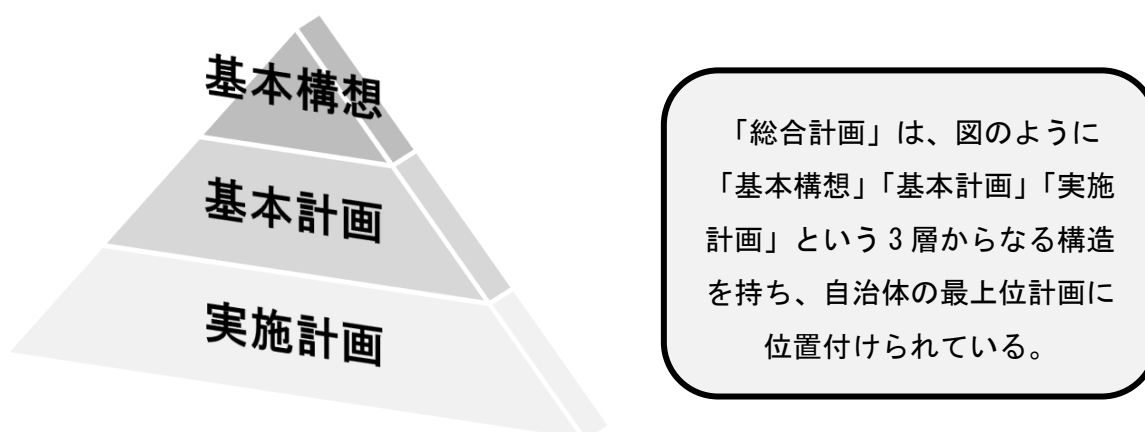 基本構想
基本計画
実施計画
「総合計画」は、図のように
「基本構想」「基本計画」「実施
計画」という3層からなる構造
を持ち、自治体の最上位計画に
位置付けられている。